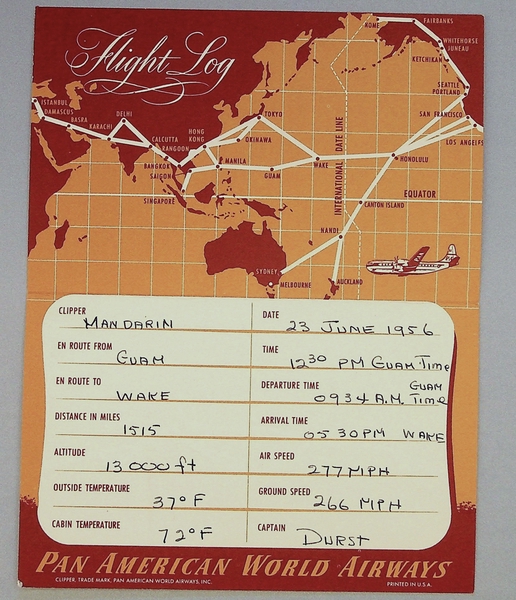 Flight Log
NOME
FAIRBANKS
WHITEHORSE
JUNEAU
KETCHIKAN
SEATTLE
PORTLAND
SAN FRANCISCO
LOS ANGELES
ISTANBUL
DAMASCUS
BASRA
KARACHI
DELHI
CALCUTTA
RANGOON
BANGKOK
SAIGON
SINGAPORE
HONG
KONG
TOKYO
OKINAWA
MANILA
GUAM
WAKE
INTERNATIONAL DATE LINE
HONOLULU
EQUATOR
CANTON ISLAND
NANDI
SYDNEY
MELBOURNE
AUCKLAND
CLIPPER MANDARIN
DATE 23 JUNE 1956
EN ROUTE FROM GUAM
TIME 1230 PM GUAM Time
EN ROUTE TO WAKE
DEPARTURE TIME 0934 A.M. GUAM Time
DISTANCE IN MILES 1515
ARRIVAL TIME 0530PM WAKE
ALTITUDE 13000 ft
AIR SPEED 277 MPH
OUTSIDE TEMPERATURE 37°F
GROUND SPEED 266 MPH
CABIN TEMPERATURE 72°F
CAPTAIN DURST
PAN AMERICAN WORLD AIRWAYS
CLIPPER, TRADE MARK, PAN AMERICAN WORLD AIRWAYS, INC.
PRINTED IN U.S.A.